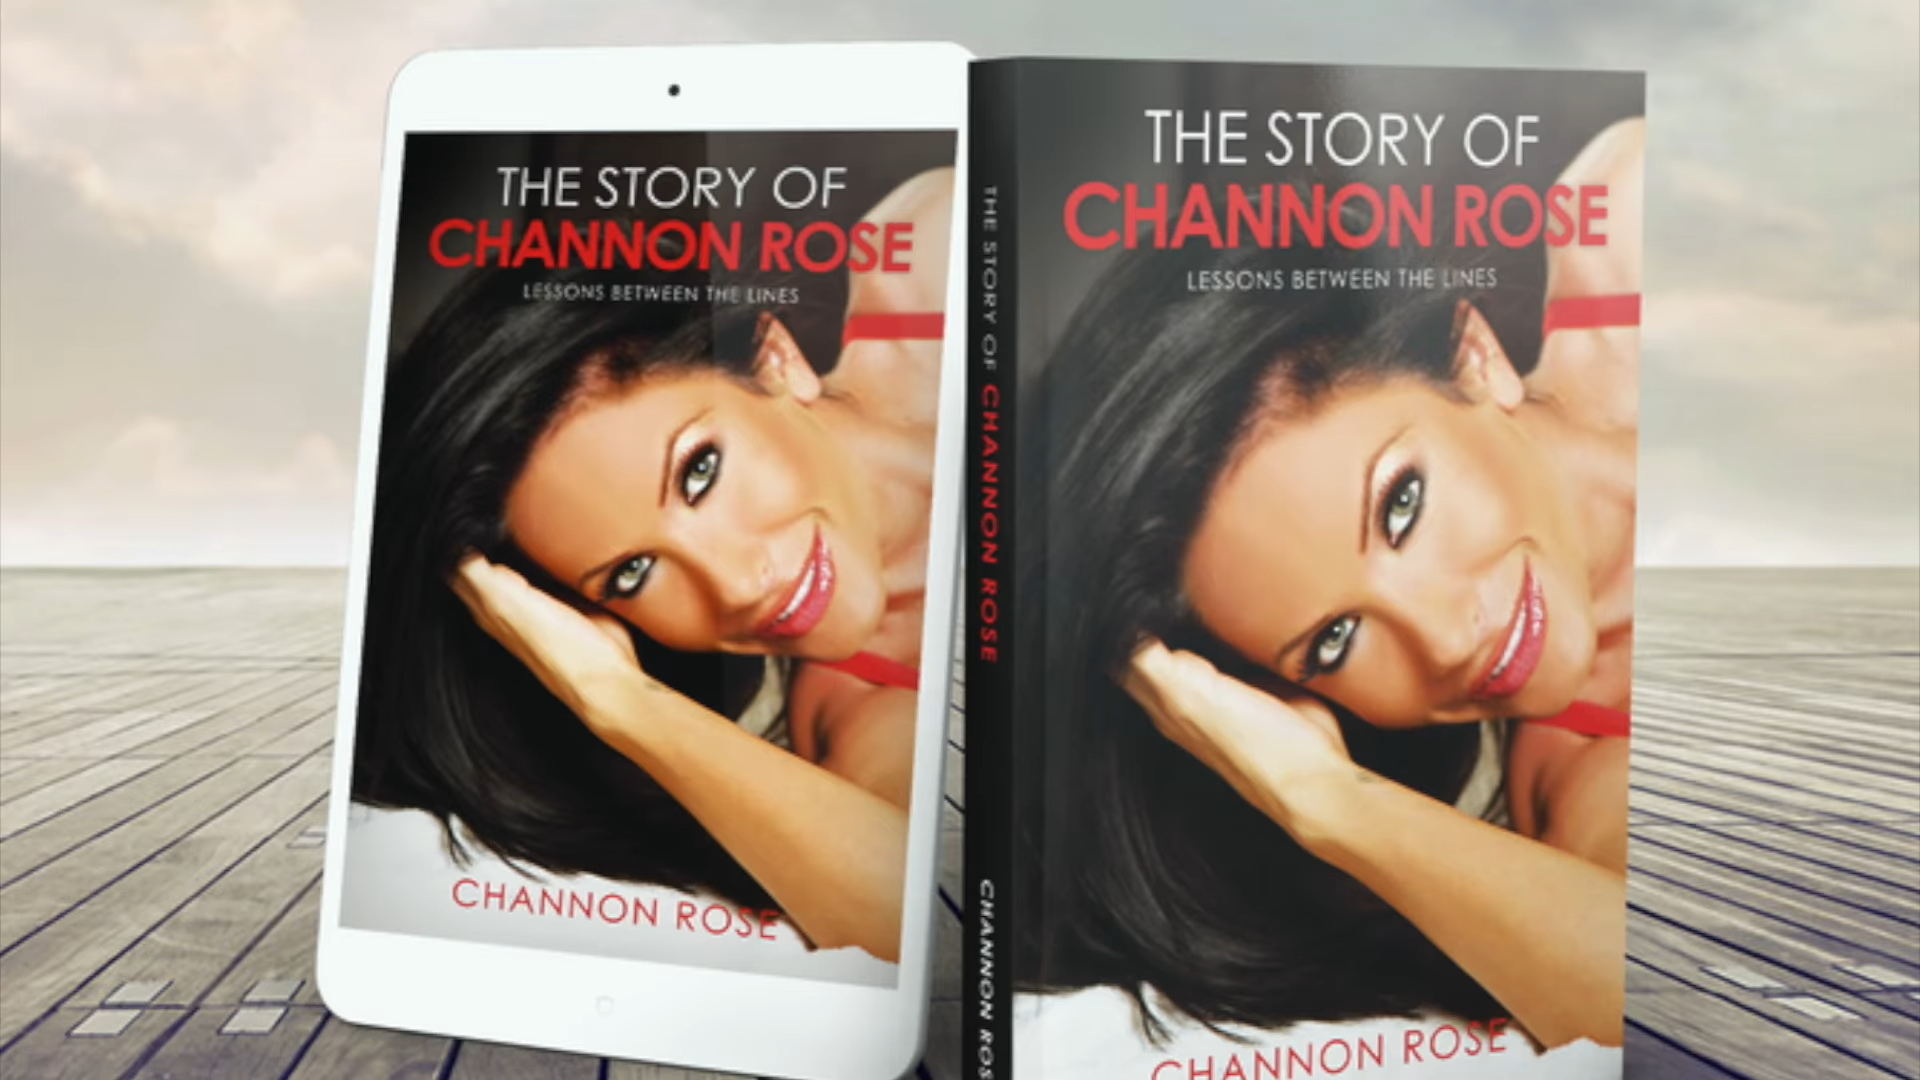 THE STORY OF
CHANNON ROSE
LESSONS BETWEEN THE LINES
CHANNON ROSE
THE STORY OF CHANNON ROSE
CHANNON ROS
THE STORY OF
CHANNON ROSE
LESSONS BETWEEN THE LINES
CHANNON ROSE